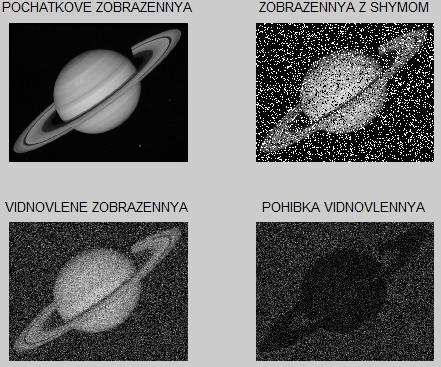 POCHATKOVE ZOBRAZENNYA
ZOBRAZENNYA Z SHYMOM
VIDNOVLENE ZOBRAZENNYA
POHIBKA VIDNOVLENNYA